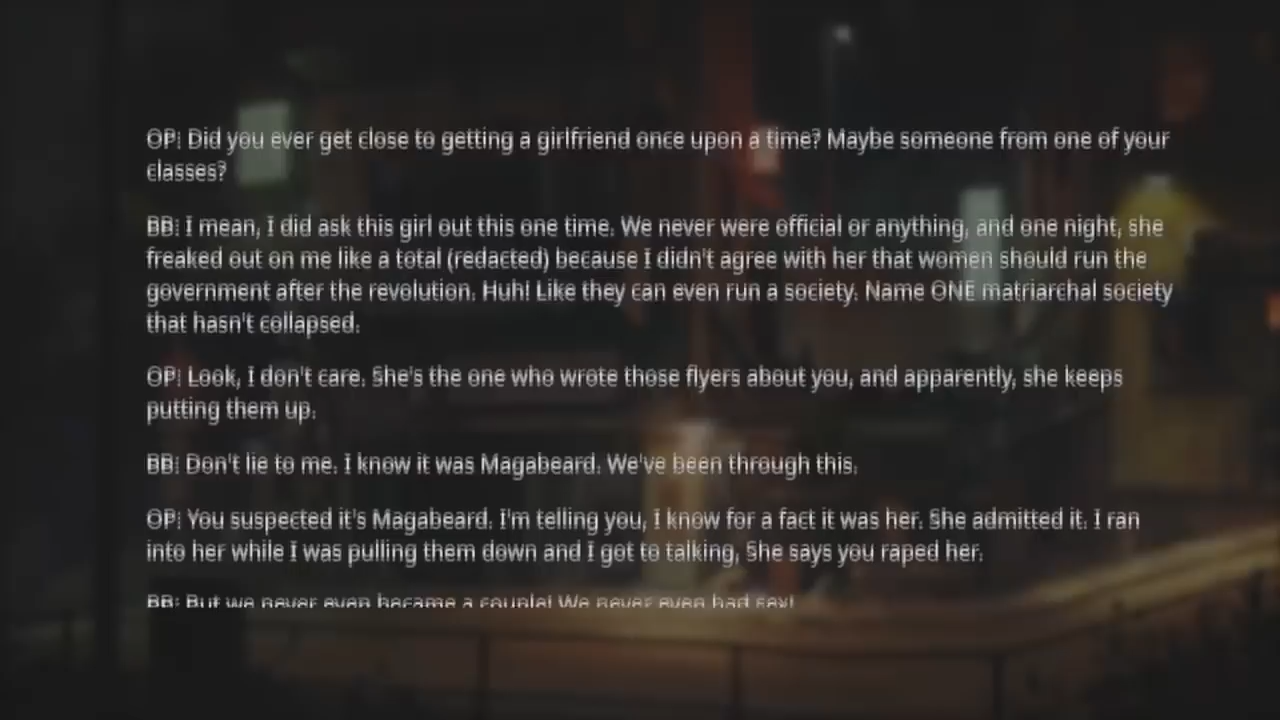 OP: Did you ever get close to getting a girlfriend once upon a time? Maybe someone from one of your
classes?
BB: I mean, I did ask this girl out this one time. We never were official or anything, and one night, she
freaked out on me like a total (redacted) because I didn't agree with her that women should run the
government after the revolution. Huh! Like they can even run a society. Name ONE matriarchal society
that hasn't collapsed.
OP: Look, I don't care. She's the one who wrote those flyers about you, and apparently, she keeps
putting them up.
BB: Don't lie to me. I know it was Magabeard. We've been through this.
OP: You suspected it's Magabeard. I'm telling you, I know for a fact it was her. She admitted it. I ran
into her while I was pulling them down and I got to talking, She says you raped her.
BB: But we never even became a couple! We never even had sex!